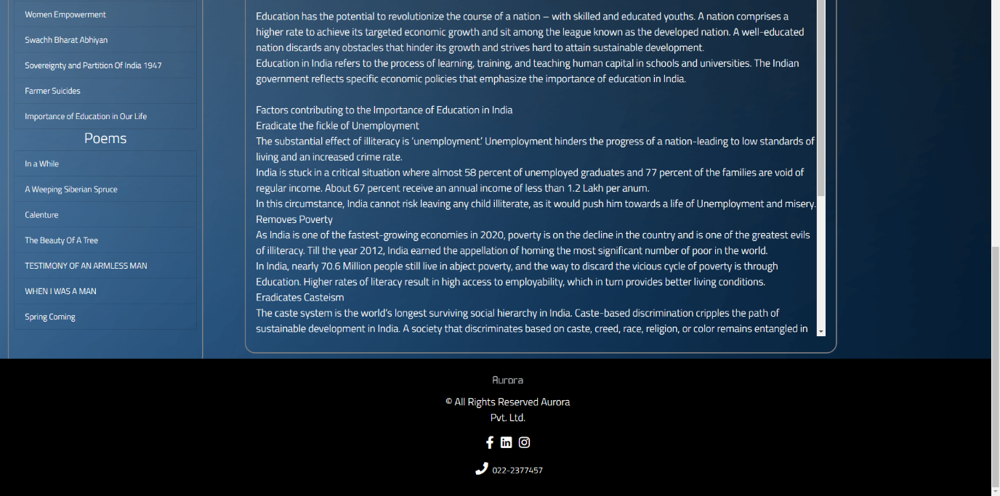 Women Empowerment
Swachh Bharat Abhiyan
Sovereignty and Partition Of India 1947
Farmer Suicides
Importance of Education in Our Life
Poems
In a While
A Weeping Siberian Spruce
Calenture
The Beauty Of A Tree
TESTIMONY OF AN ARMLESS MAN
WHEN I WAS A MAN
Spring Coming
Education has the potential to revolutionize the course of a nation – with skilled and educated youths. A nation comprises a
higher rate to achieve its targeted economic growth and sit among the league known as the developed nation. A well-educated
nation discards any obstacles that hinder its growth and strives hard to attain sustainable development.
Education in India refers to the process of learning, training, and teaching human capital in schools and universities. The Indian
government reflects specific economic policies that emphasize the importance of education in India.
Factors contributing to the Importance of Education in India
Eradicate the fickle of Unemployment
The substantial effect of illiteracy is ‘unemployment.’ Unemployment hinders the progress of a nation-leading to low standards of
living and an increased crime rate.
India is stuck in a critical situation where almost 58 percent of unemployed graduates and 77 percent of the families are void of
regular income. About 67 percent receive an annual income of less than 1.2 Lakh per anum.
In this circumstance, India cannot risk leaving any child illiterate, as it would push him towards a life of Unemployment and misery.
Removes Poverty
As India is one of the fastest-growing economies in 2020, poverty is on the decline in the country and is one of the greatest evils
of illiteracy. Till the year 2012, India earned the appellation of homing the most significant number of poor in the world.
In India, nearly 70.6 Million people still live in abject poverty, and the way to discard the vicious cycle of poverty is through
Education. Higher rates of literacy result in high access to employability, which in turn provides better living conditions.
Eradicates Casteism
The caste system is the world’s longest surviving social hierarchy in India. Caste-based discrimination cripples the path of
sustainable development in India. A society that discriminates based on caste, creed, race, religion, or color remains entangled in
Aurora
© All Rights Reserved Aurora
Pvt. Ltd.
022-2377457